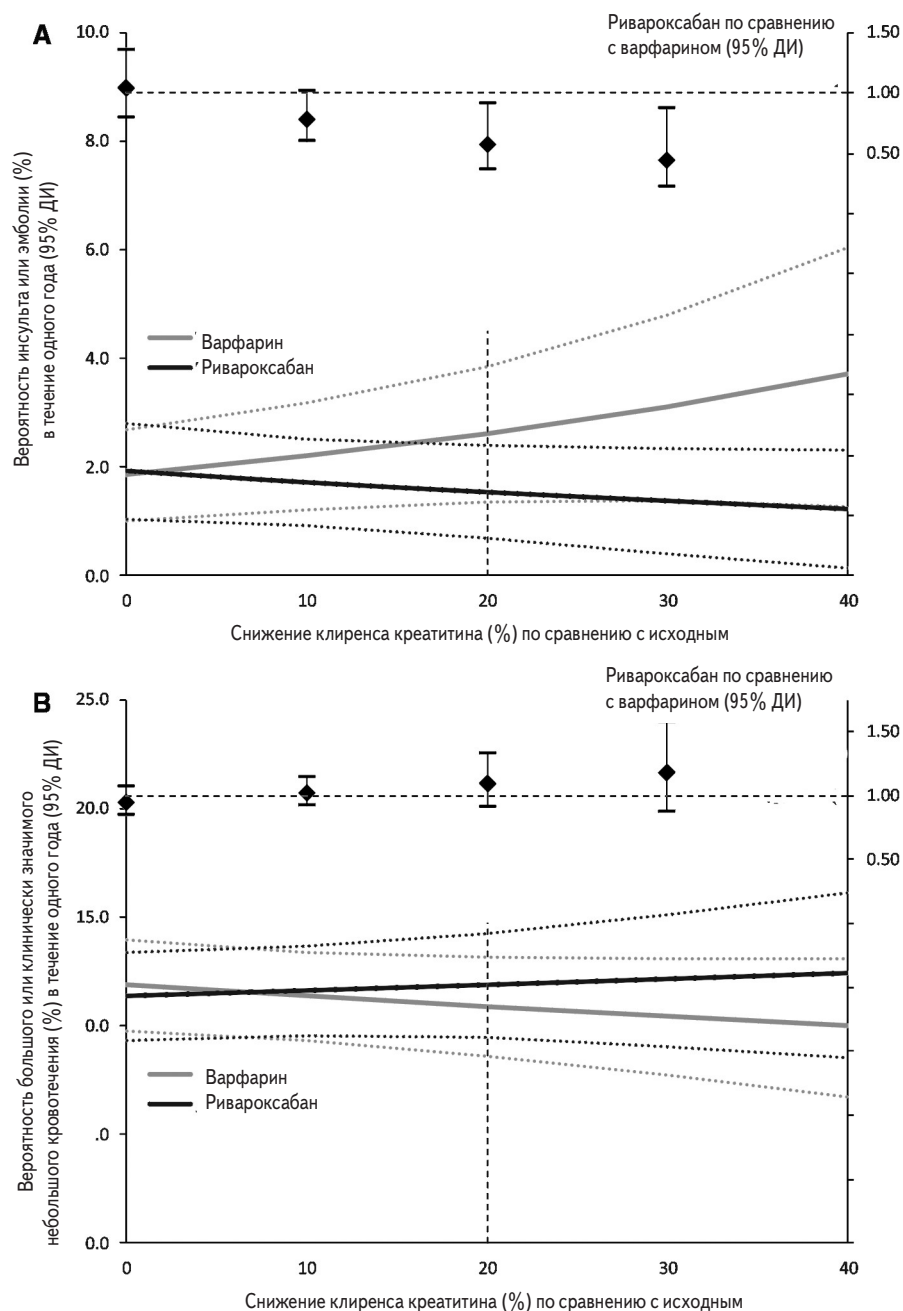 A
Ривароксабан по сравнению
с варфарином (95% ДИ)
10.0
8.0
6.0
4.0
2.0
0.0
1.50
1.00
0.50
Вероятность инсульта или эмболии (%)
в течение одного года (95% ДИ)
Варфарин
Ривароксабан
0 10 20 30 40
Снижение клиренса креатитина (%) по сравнению с исходным
B
Ривароксабан по сравнению
с варфарином (95% ДИ)
25.0
20.0
15.0
0.0
.0
0.0
1.50
1.00
0.50
Вероятность большого или клинически значимого
небольшого кровотечения (%) в течение одного года (95% ДИ)
Варфарин
Ривароксабан
0 10 20 30 40
Снижение клиренса креатитина (%) по сравнению с исходным